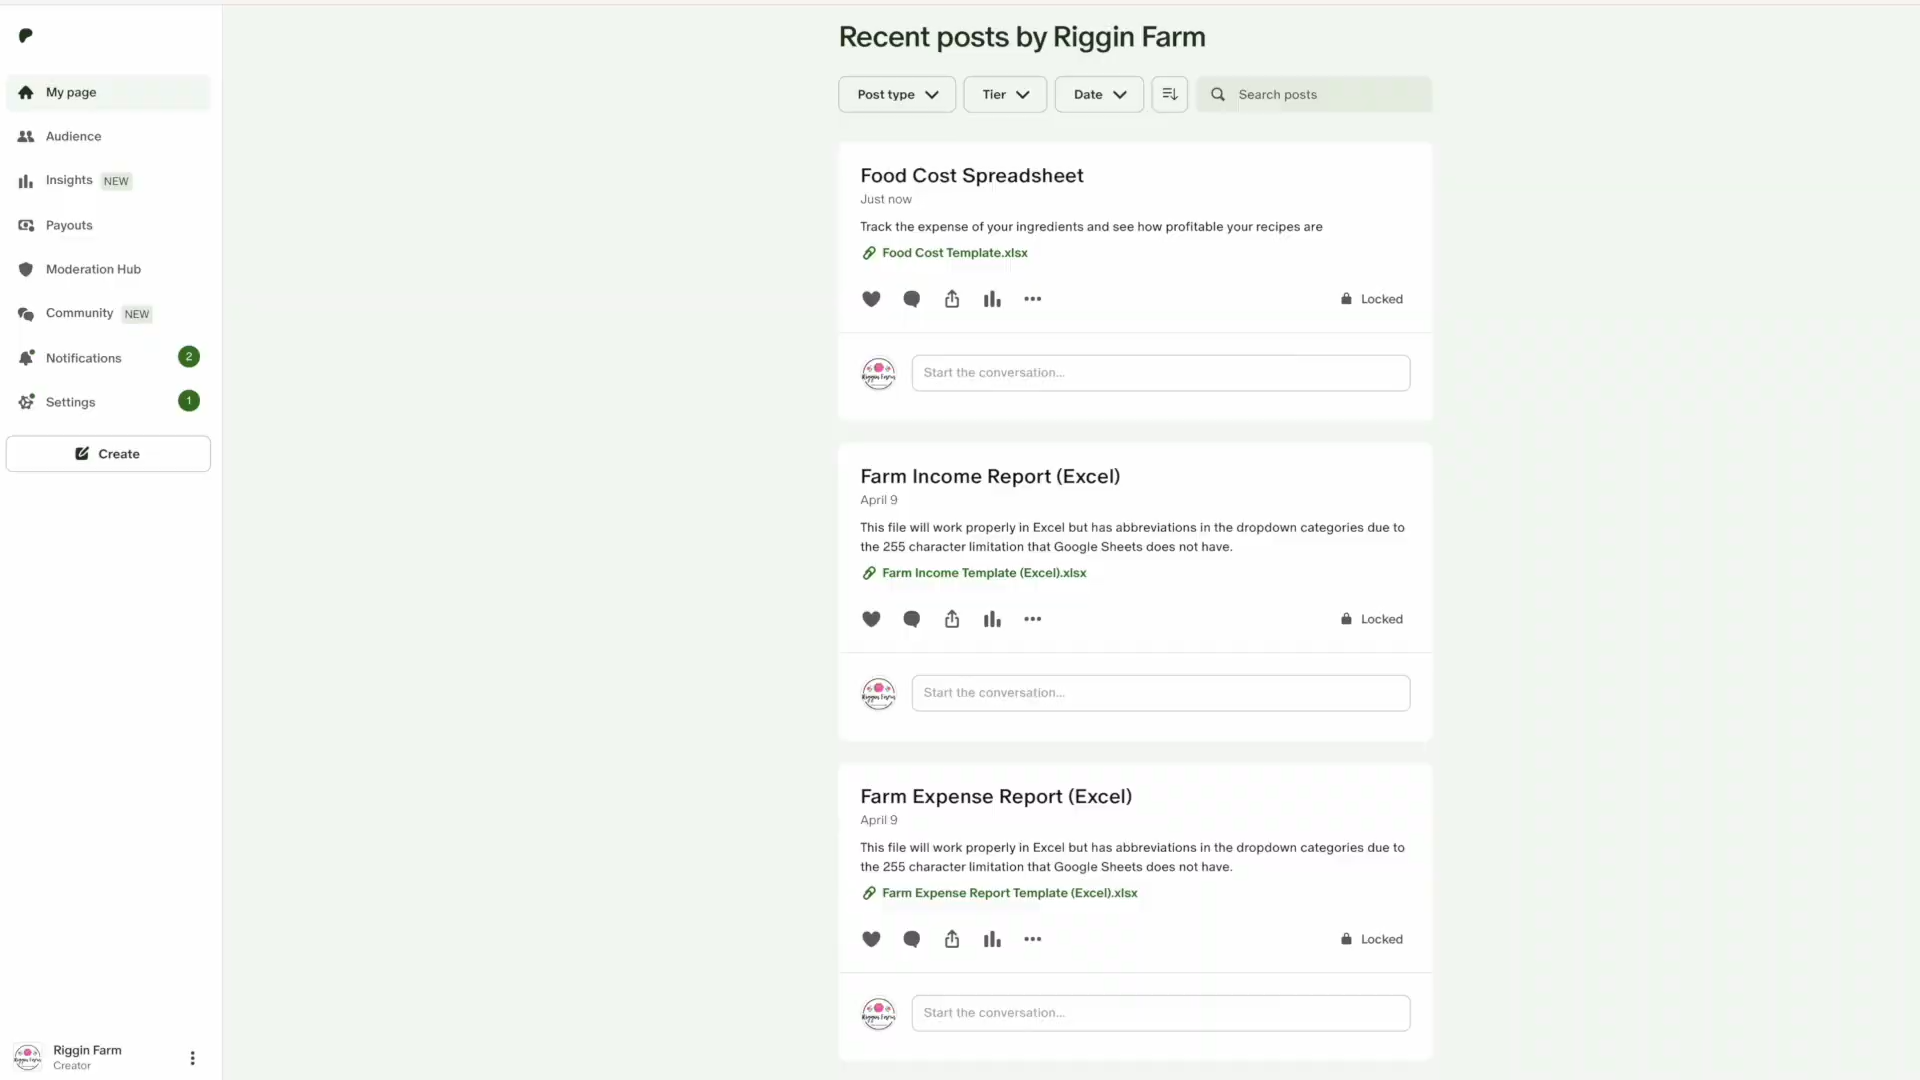 My page
Audience
Insights NEW
Payouts
Moderation Hub
Community NEW
Notifications 2
Settings 1
Create
Riggin Farm
Creator
Recent posts by Riggin Farm
Post type
Tier
Date
Search posts
Food Cost Spreadsheet
Just now
Track the expense of your ingredients and see how profitable your recipes are
Food Cost Template.xlsx
Locked
Riggin Farm
Start the conversation...
Farm Income Report (Excel)
April 9
This file will work properly in Excel but has abbreviations in the dropdown categories due to
the 255 character limitation that Google Sheets does not have.
Farm Income Template (Excel).xlsx
Locked
Riggin Farm
Start the conversation...
Farm Expense Report (Excel)
April 9
This file will work properly in Excel but has abbreviations in the dropdown categories due to
the 255 character limitation that Google Sheets does not have.
Farm Expense Report Template (Excel).xlsx
Locked
Riggin Farm
Start the conversation...